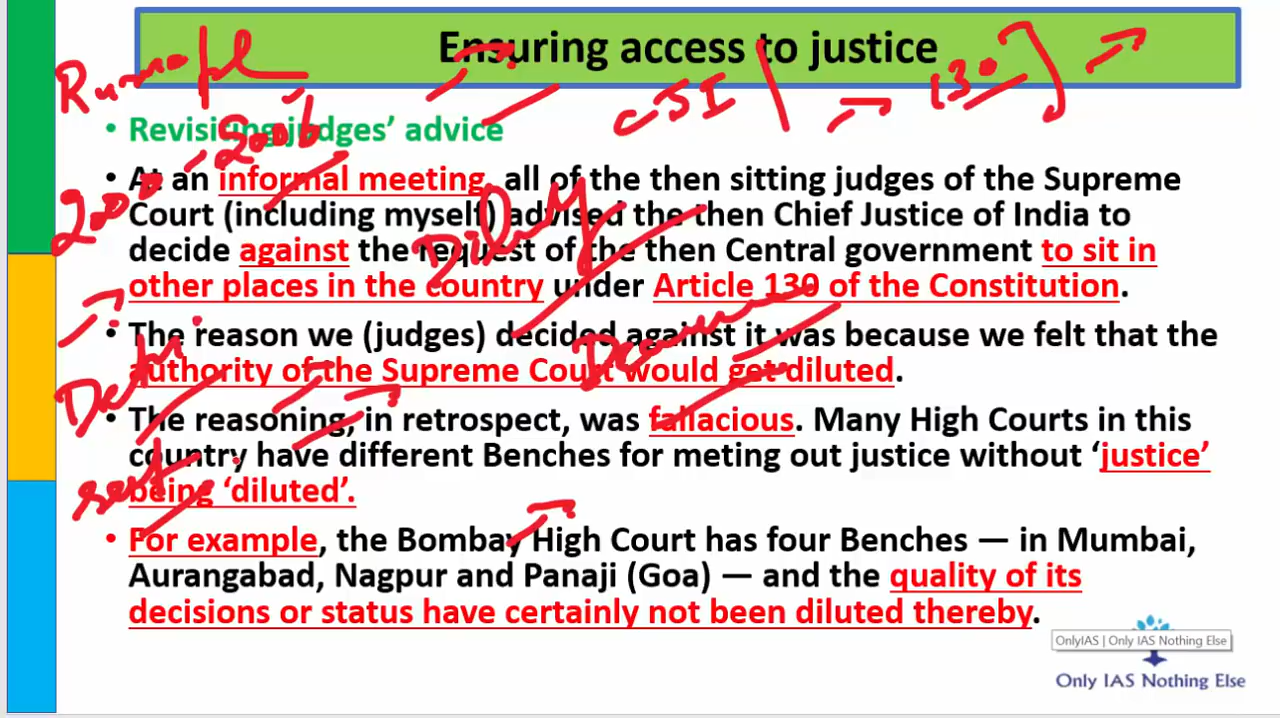 Ensuring access to justice
CJI
130
• Revisiting judges' advice
• At an informal meeting, all of the then sitting judges of the Supreme
Court (including myself) advised the then Chief Justice of India to
decide against the request of the then Central government to sit in
other places in the country under Article 130 of the Constitution.
• The reason we (judges) decided against it was because we felt that the
authority of the Supreme Court would get diluted.
• The reasoning, in retrospect, was fallacious. Many High Courts in this
country have different Benches for meting out justice without 'justice'
being 'diluted'.
• For example, the Bombay High Court has four Benches — in Mumbai,
Aurangabad, Nagpur and Panaji (Goa) — and the quality of its
decisions or status have certainly not been diluted thereby.
OnlyIAS | Only IAS Nothing Else
Only IAS Nothing Else